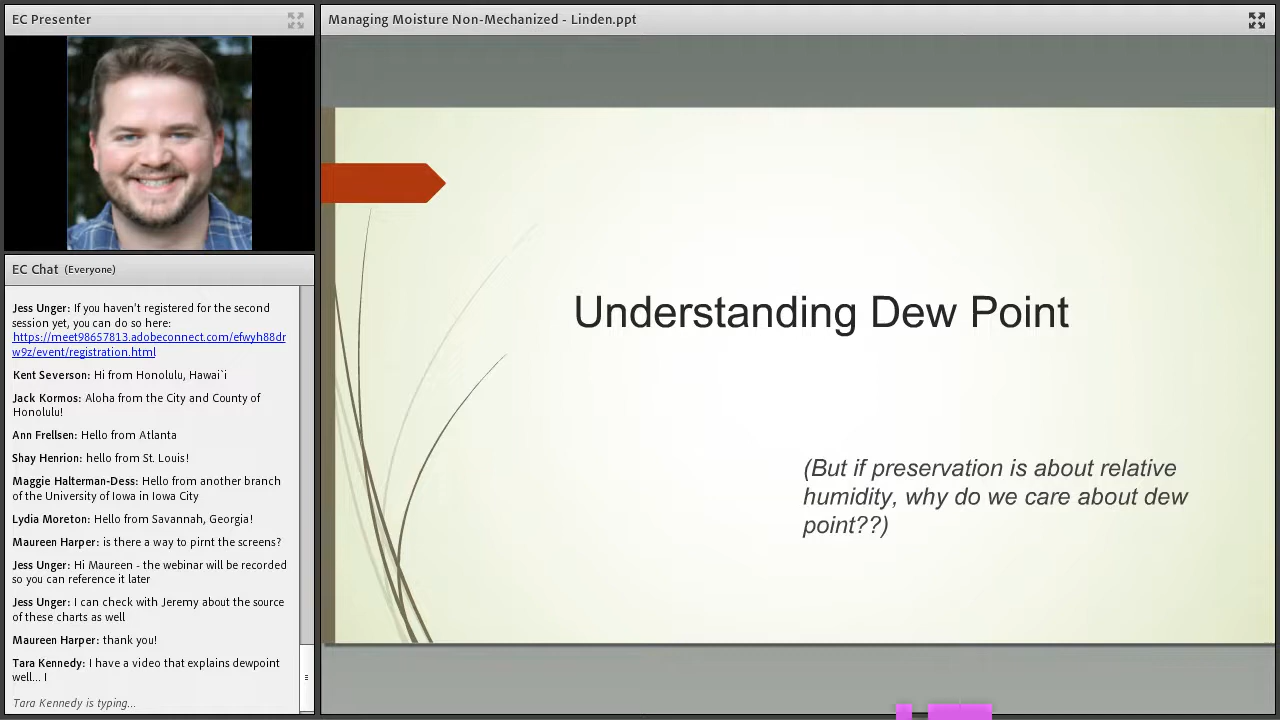 EC Presenter
Managing Moisture Non-Mechanized - Linden.ppt
EC Chat (Everyone)
Jess Unger: If you haven't registered for the second
session yet, you can do so here:
https://meet98657813.adobeconnect.com/efwyh88dr
w9z/event/registration.html
Kent Severson: Hi from Honolulu, Hawai`i
Jack Kormos: Aloha from the City and County of
Honolulu!
Ann Frellsen: Hello from Atlanta
Shay Henrion: hello from St. Louis!
Maggie Halterman-Dess: Hello from another branch
of the University of Iowa in Iowa City
Lydia Moreton: Hello from Savannah, Georgia!
Maureen Harper: is there a way to pirnt the screens?
Jess Unger: Hi Maureen - the webinar will be recorded
so you can reference it later
Jess Unger: I can check with Jeremy about the source
of these charts as well
Maureen Harper: thank you!
Tara Kennedy: I have a video that explains dewpoint
well... I
Tara Kennedy is typing...
Understanding Dew Point
(But if preservation is about relative
humidity, why do we care about dew
point??)